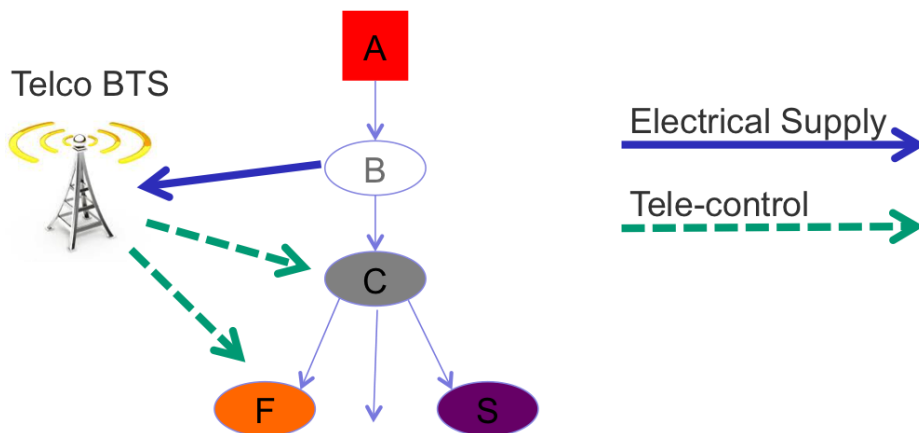 A
Telco BTS
Electrical Supply
B
Tele-control
C
F
S